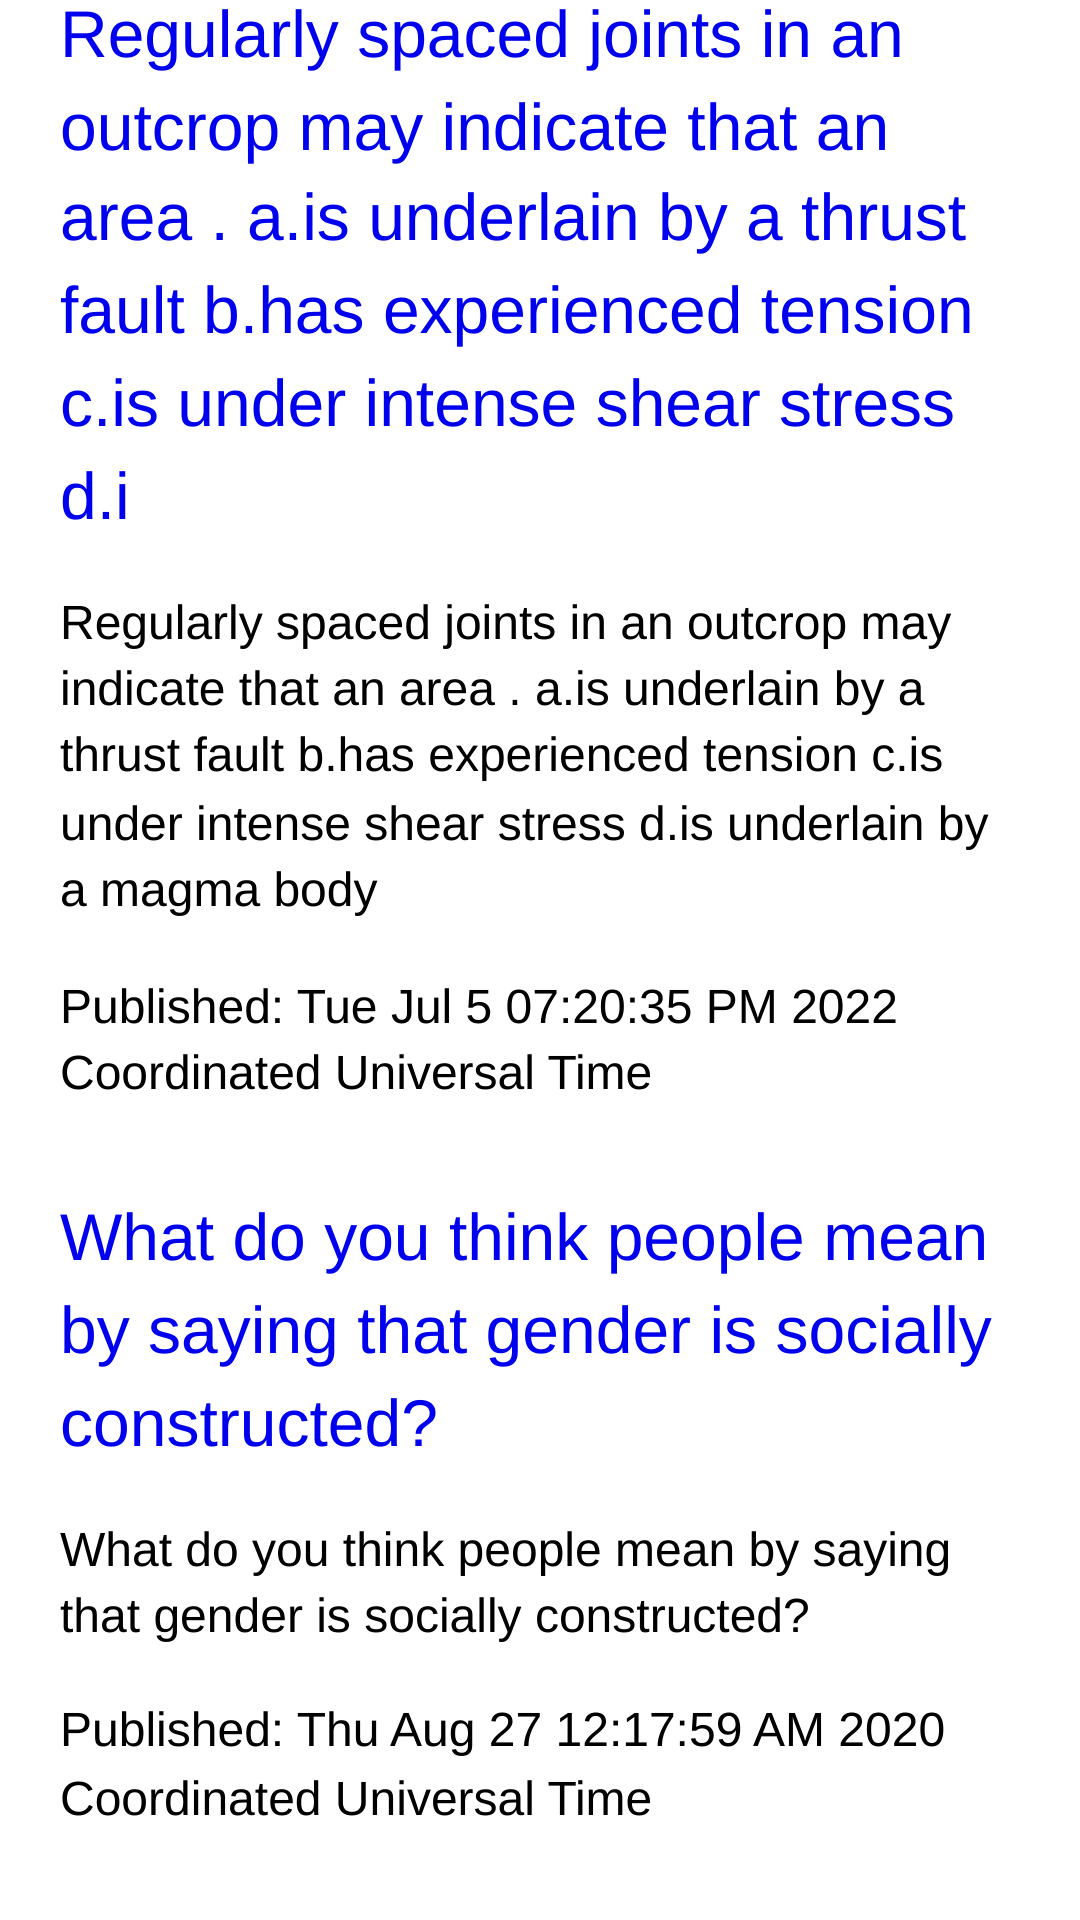 Regularly spaced joints in an
outcrop may indicate that an
area . a.is underlain by a thrust
fault b.has experienced tension
c.is under intense shear stress
d.i
Regularly spaced joints in an outcrop may
indicate that an area . a.is underlain by a
thrust fault b.has experienced tension c.is
under intense shear stress d.is underlain by
a magma body
Published: Tue Jul 5 07:20:35 PM 2022
Coordinated Universal Time
What do you think people mean
by saying that gender is socially
constructed?
What do you think people mean by saying
that gender is socially constructed?
Published: Thu Aug 27 12:17:59 AM 2020
Coordinated Universal Time